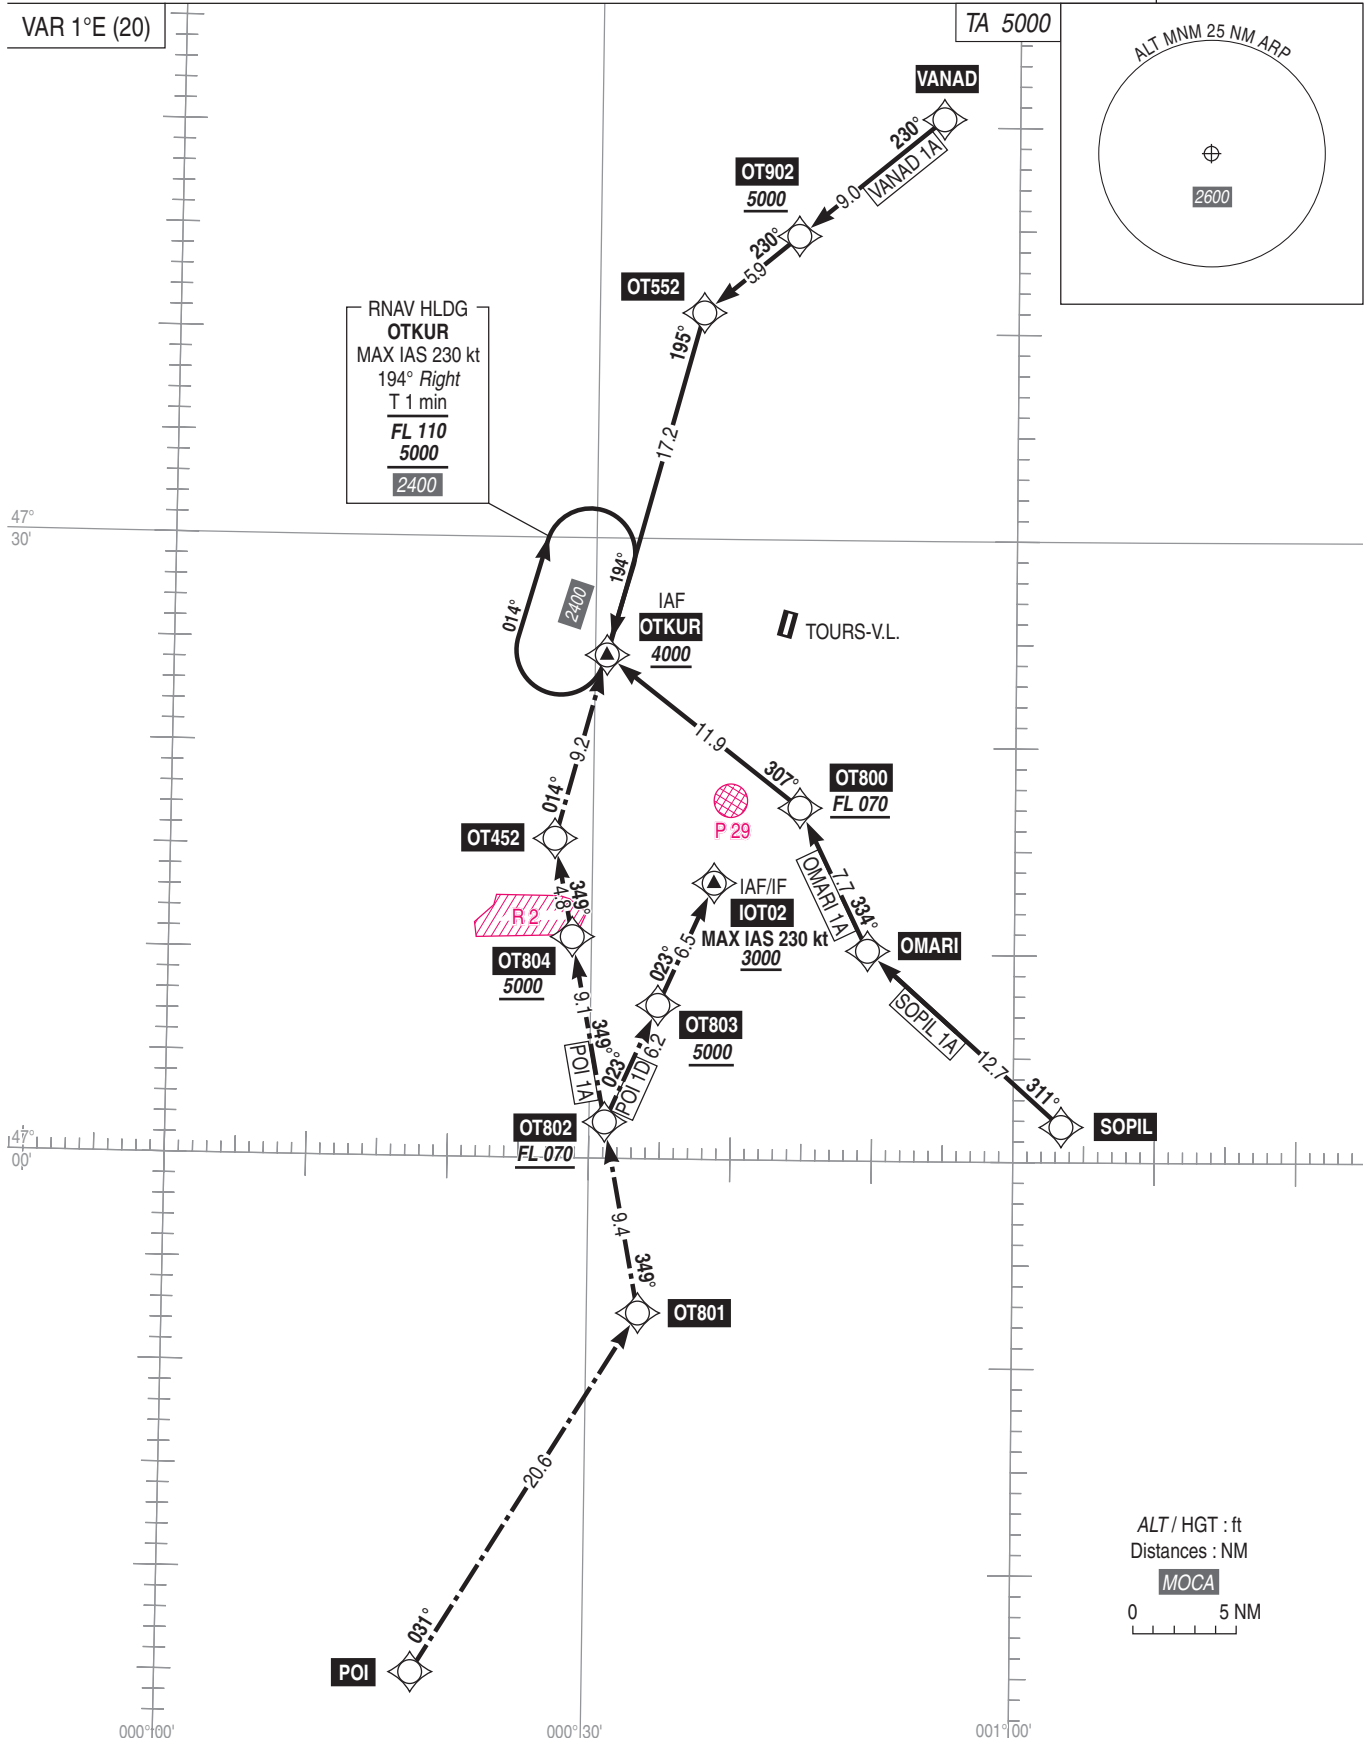 VAR 1°E (20)
TA 5000
ALT MNM 25 NM ARP
2600
VANAD
230°
VANAD 1A
9.0
OT902
5000
230°
5.9
OT552
195°
17.2
RNAV HLDG
OTKUR
MAX IAS 230 kt
194° Right
T 1 min
FL 110
5000
2400
47°
30'
194°
014°
2400
IAF
OTKUR
4000
TOURS-V.L.
11.9
9.2
307°
OT800
FL 070
014°
P 29
OT452
7.7
334°
OMARI 1A
349°
4.8
R 2
IAF/IF
IOT02
MAX IAS 230 kt
3000
OMARI
OT804
5000
023°
6.5
9.1
SOPIL 1A
OT803
5000
349°
023°
6.2
POI 1A
POI 1D
12.7
311°
OT802
FL 070
SOPIL
47°
00'
9.4
349°
OT801
20.6
031°
POI
ALT / HGT : ft
Distances : NM
MOCA
0 5 NM
000°00'
000°30'
001°00'